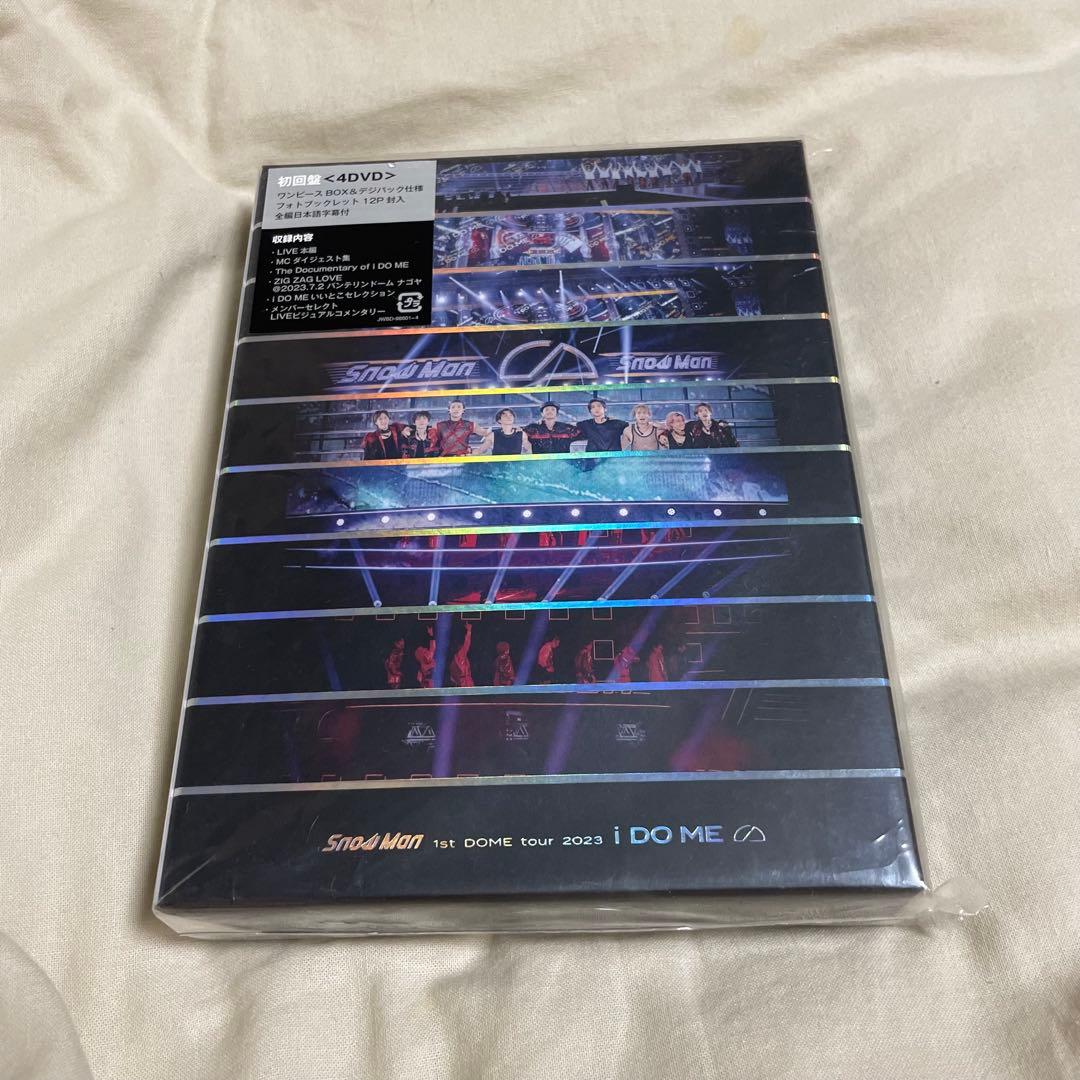 初回盤<4DVD>
ワンピースBOX&デジパック仕様
フォトブックレット 12P 封入
全編日本語字幕付
収録内容
・LIVE 本編
・MC ダイジェスト集
・The Documentary of i DO ME
・ZIG ZAG LOVE
@2023.7.2 バンテリンドーム ナゴヤ
・i DO ME いいとこセレクション
・メンバーセレクト
LIVEビジュアルコメンタリー
プラ
JWBD-98601~4
Snow Man
Snow Man
Snow Man 1st DOME tour 2023 i DO ME